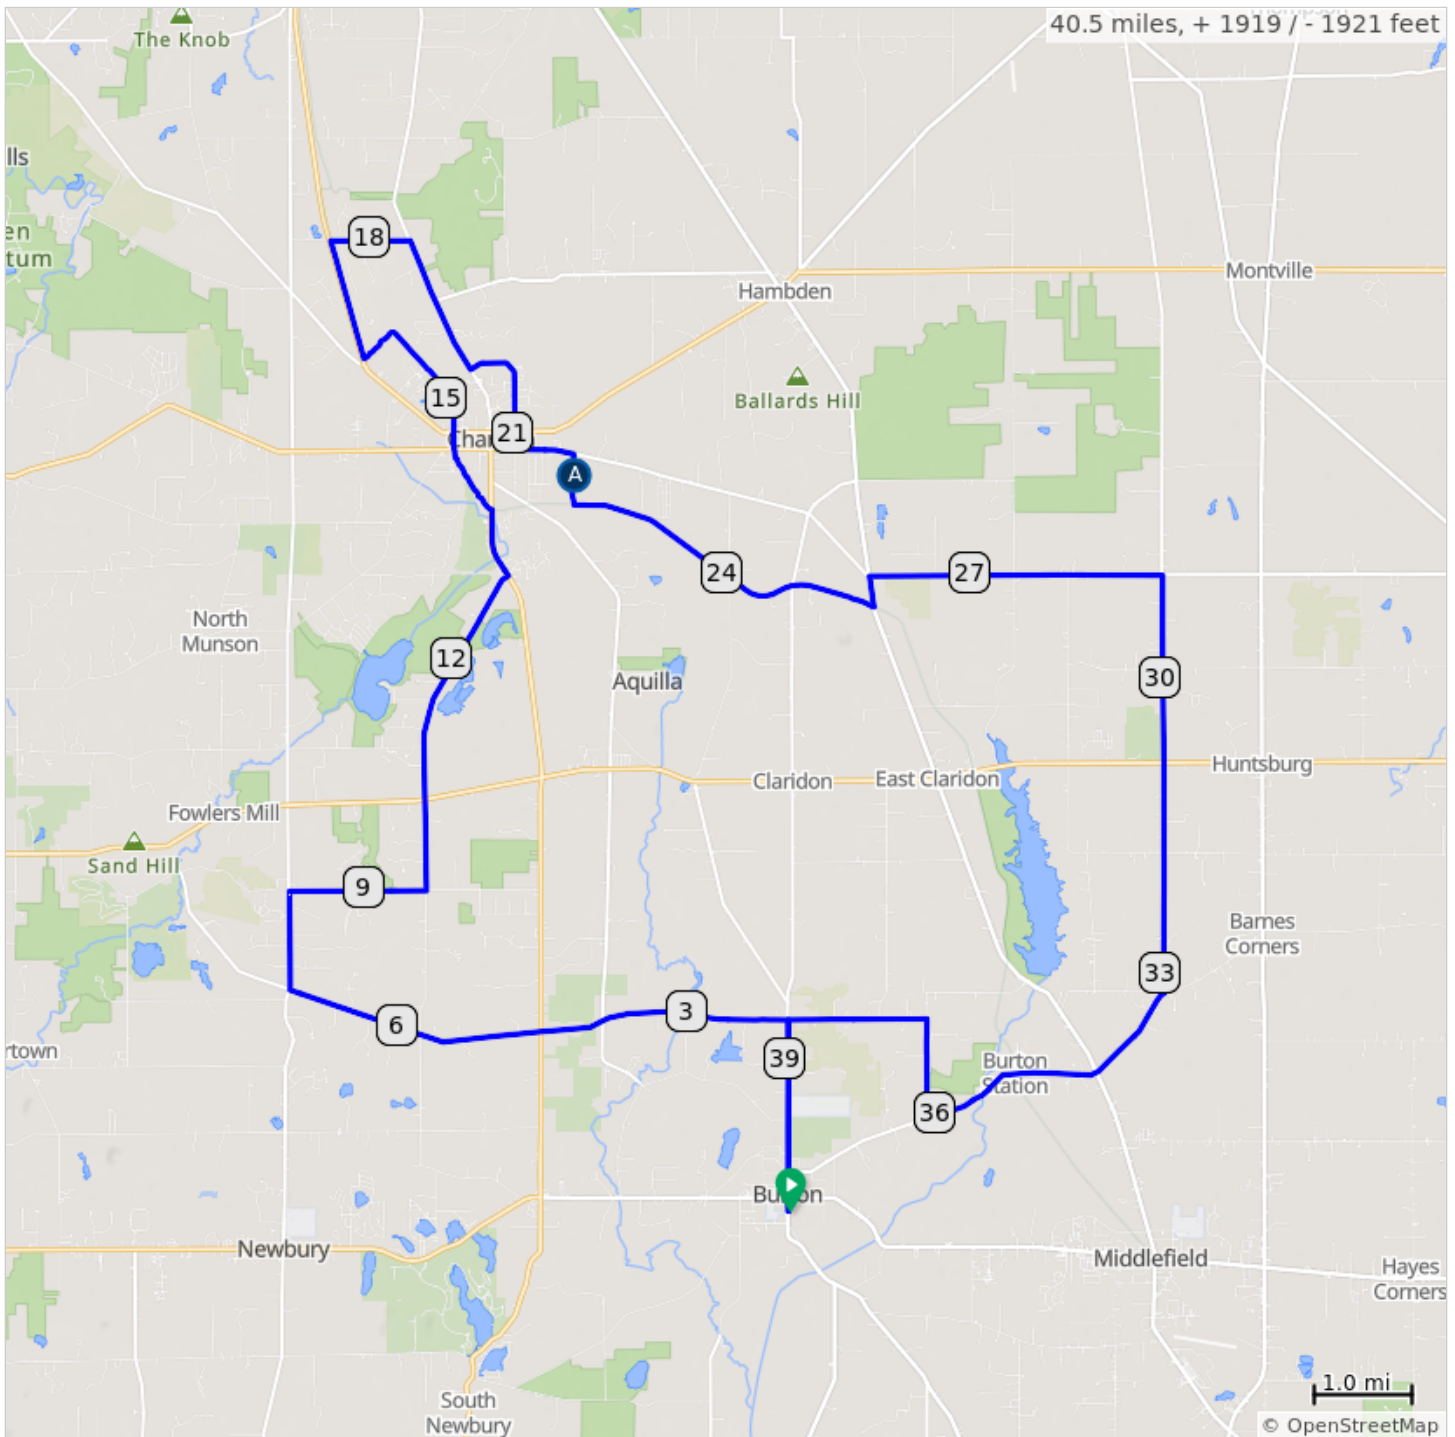 The Knob
40.5 miles, + 1919 / - 1921 feet
lls
en
tum
18
Montville
Hambden
15
Ballards Hill
21
A
24
27
North
Munson
12
Aquilla
30
Claridon
East Claridon
Huntsburg
Fowlers Mill
Sand Hill
9
Barnes
Corners
33
3
6
rtown
39
Burton
Station
36
Newbury
Middlefield
Hayes
Corners
1.0 mi
South
Newbury
© OpenStreetMap